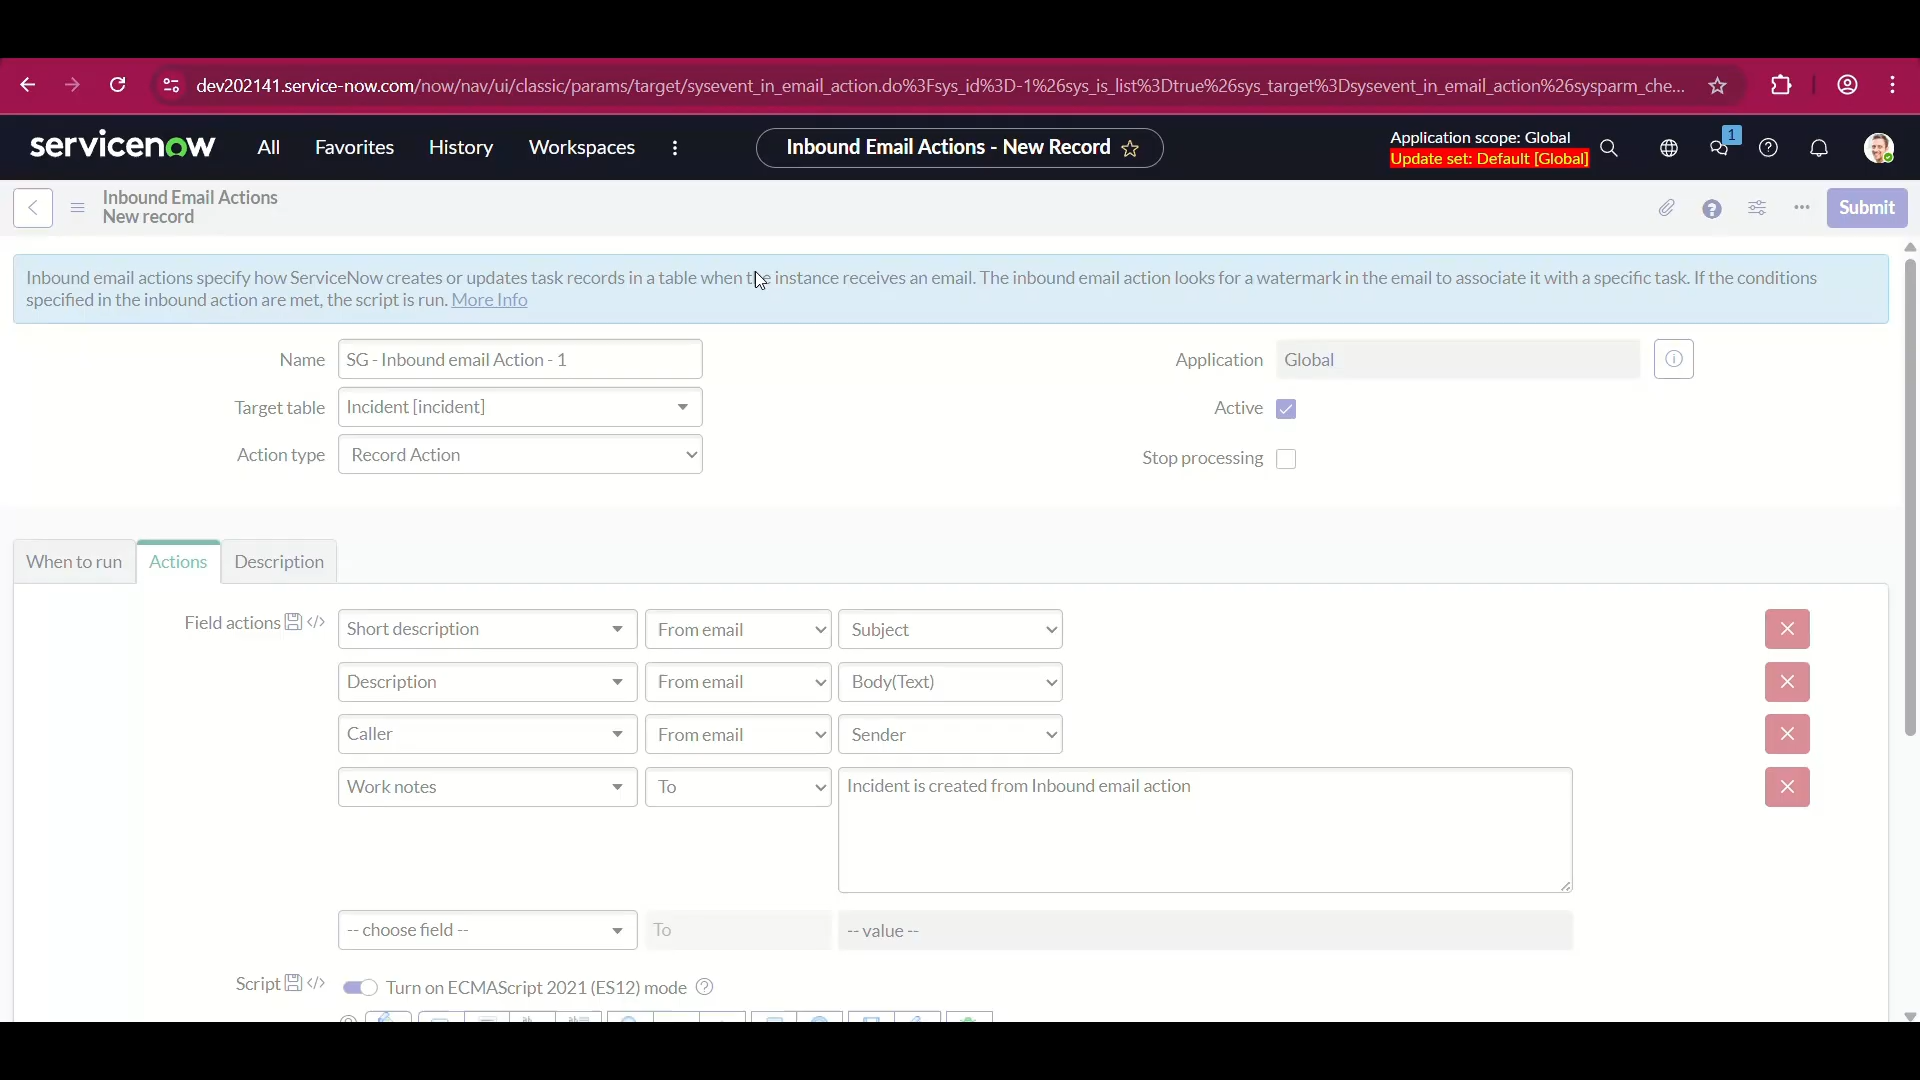 dev202141.service-now.com/now/nav/ui/classic/params/target/sysevent_in_email_action.do%3Fsys_id%3D-1%26sys_is_list%3Dtrue%26sys_target%3Dsysevent_in_email_action%26sysparm_che...
servicenow All Favorites History Workspaces Inbound Email Actions - New Record Application scope: Global 1
Update set: Default [Global]
Inbound Email Actions
New record
Submit
Inbound email actions specify how ServiceNow creates or updates task records in a table when the instance receives an email. The inbound email action looks for a watermark in the email to associate it with a specific task. If the conditions
specified in the inbound action are met, the script is run. More Info
Name SG - Inbound email Action - 1 Application Global
Target table Incident [incident] Active
Action type Record Action Stop processing
When to run Actions Description
Field actions Short description From email Subject
Description From email Body(Text)
Caller From email Sender
Work notes To Incident is created from Inbound email action
-- choose field -- To -- value --
Script Turn on ECMAScript 2021 (ES12) mode